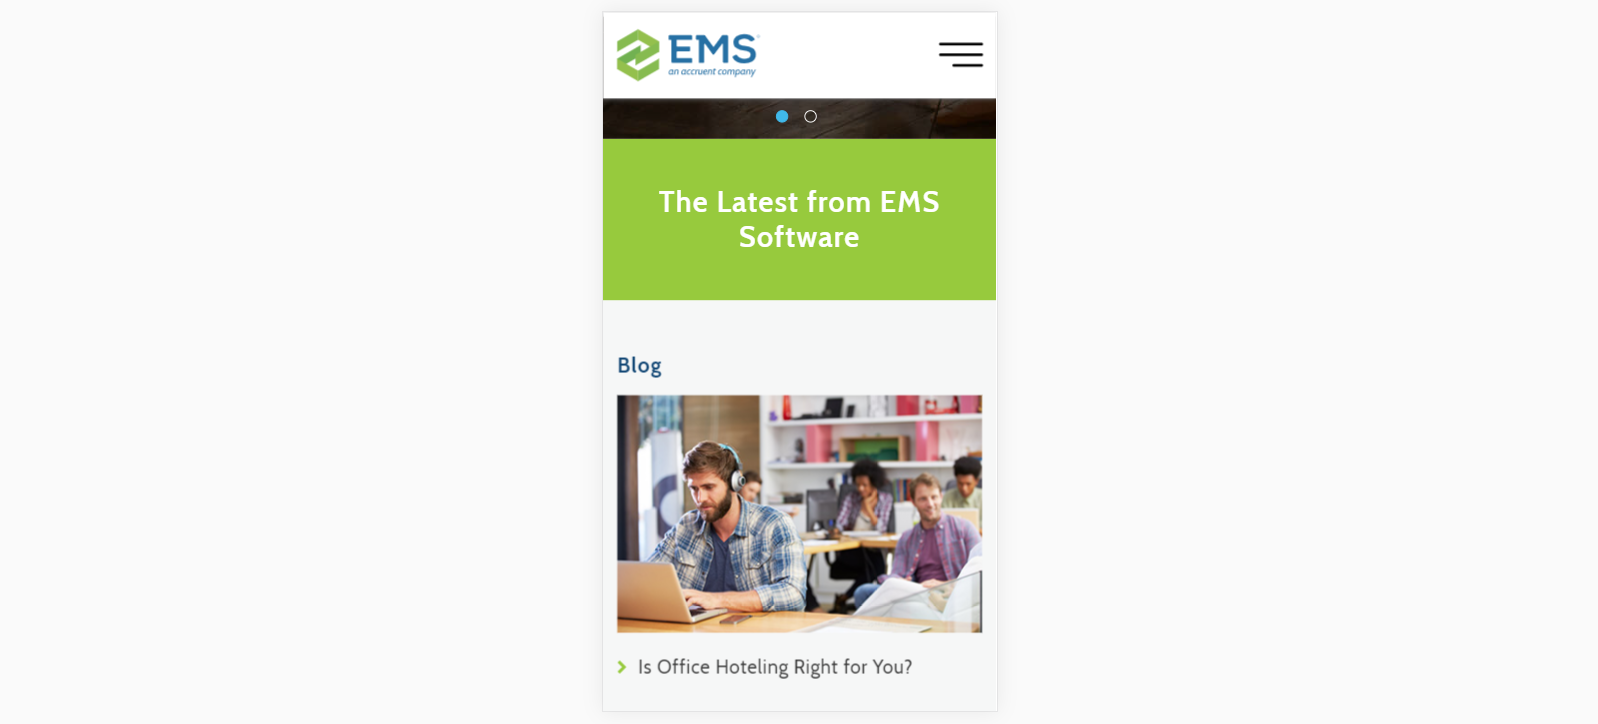 EMS
an accruent company
The Latest from EMS
Software
Blog
Is Office Hoteling Right for You?